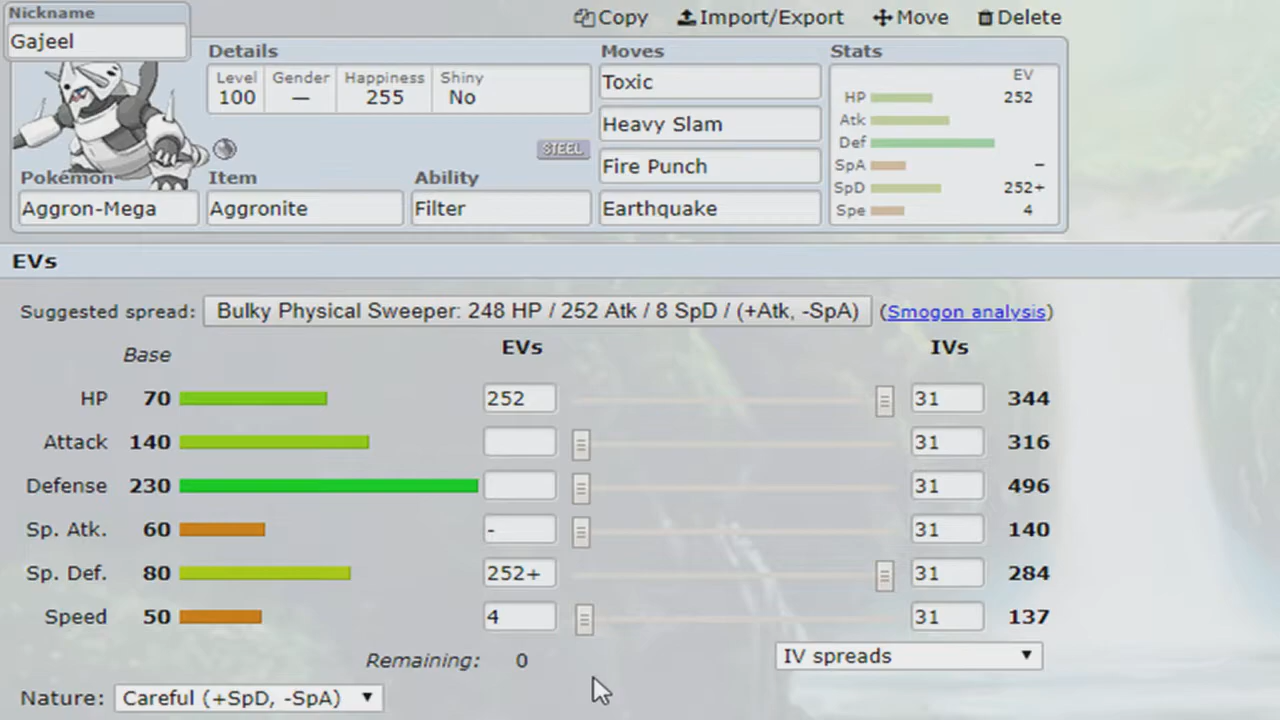 Nickname
Gajeel
Copy Import/Export Move Delete
Details
Level Gender Happiness Shiny
100 — 255 No
STEEL
Pokémon Item Ability
Aggron-Mega Aggronite Filter
Moves
Toxic
Heavy Slam
Fire Punch
Earthquake
Stats
EV
HP 252
Atk
Def
SpA –
SpD 252+
Spe 4
EVs
Suggested spread: Bulky Physical Sweeper: 248 HP / 252 Atk / 8 SpD / (+Atk, -SpA) (Smogon analysis)
Base EVs IVs
HP 70 252 31 344
Attack 140 31 316
Defense 230 31 496
Sp. Atk. 60 - 31 140
Sp. Def. 80 252+ 31 284
Speed 50 4 31 137
Remaining: 0 IV spreads
Nature: Careful (+SpD, -SpA)